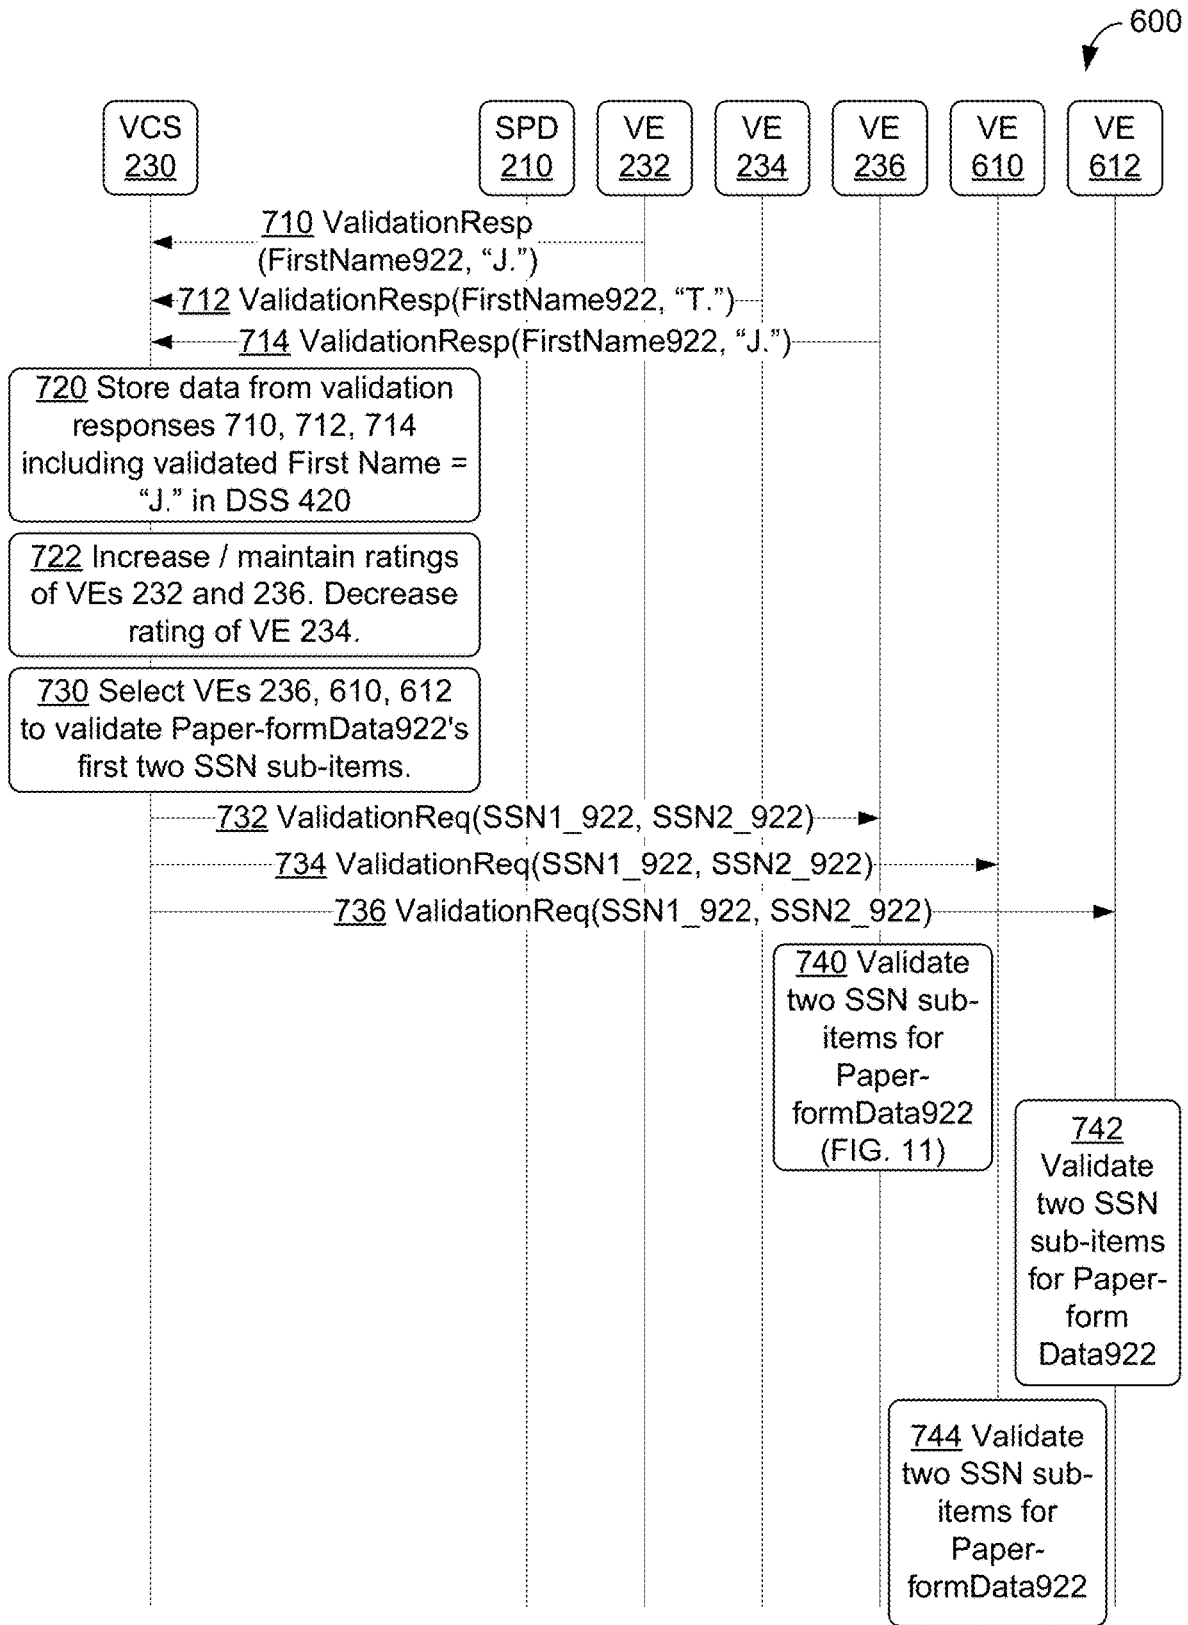 600
VCS
230
SPD
210
VE
232
VE
234
VE
236
VE
610
VE
612
710 ValidationResp
(FirstName922, “J.”)
712 ValidationResp(FirstName922, “T.”)
714 ValidationResp(FirstName922, “J.”)
720 Store data from validation
responses 710, 712, 714
including validated First Name =
“J.” in DSS 420
722 Increase / maintain ratings
of VEs 232 and 236. Decrease
rating of VE 234.
730 Select VEs 236, 610, 612
to validate Paper-formData922's
first two SSN sub-items.
732 ValidationReq(SSN1_922, SSN2_922)
734 ValidationReq(SSN1_922, SSN2_922)
736 ValidationReq(SSN1_922, SSN2_922)
740 Validate
two SSN sub-
items for
Paper-
formData922
(FIG. 11)
742
Validate
two SSN
sub-items
for Paper-
form
Data922
744 Validate
two SSN sub-
items for
Paper-
formData922